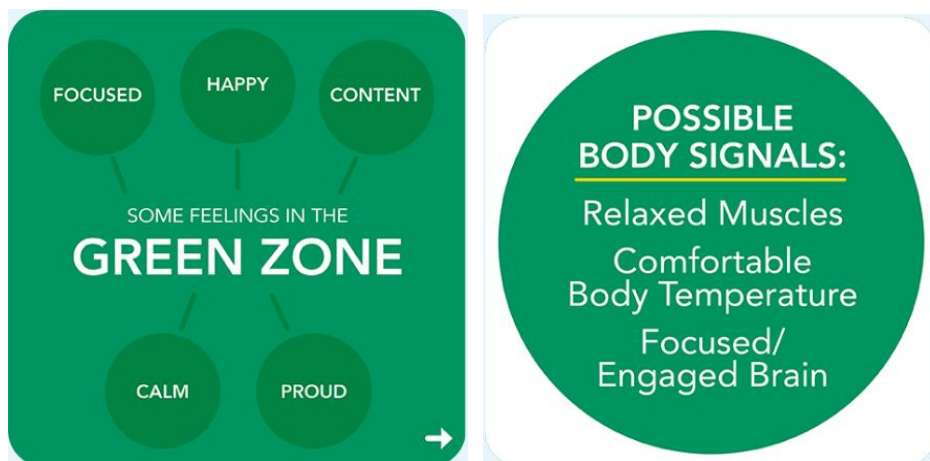 FOCUSED
HAPPY
CONTENT
SOME FEELINGS IN THE
GREEN ZONE
CALM
PROUD
POSSIBLE
BODY SIGNALS:
Relaxed Muscles
Comfortable
Body Temperature
Focused/
Engaged Brain